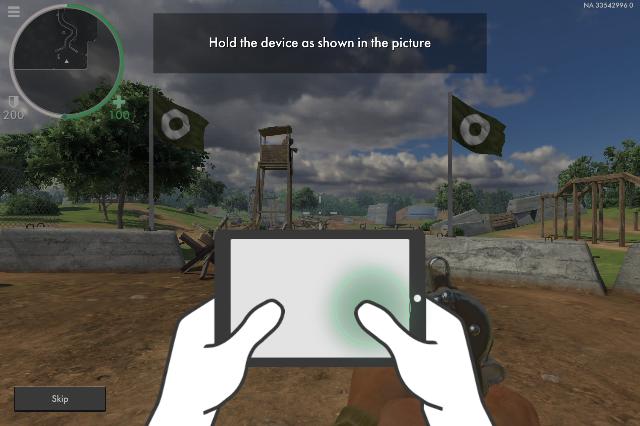 NA 33542996 0
Hold the device as shown in the picture
200
100
Skip